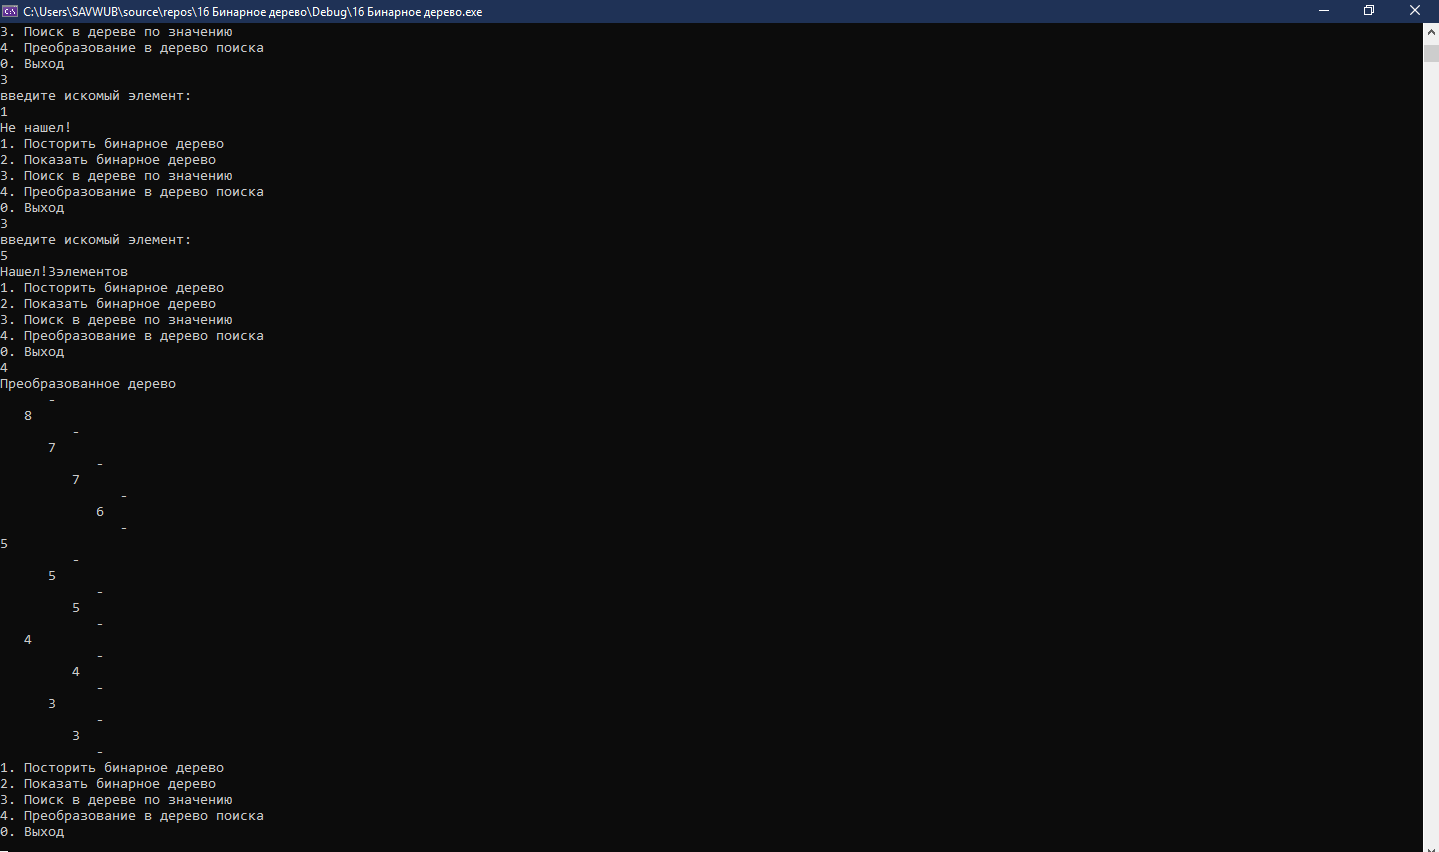 C:\Users\SAVWUB\source\repos\16 Бинарное дерево\Debug\16 Бинарное дерево.exe
3. Поиск в дереве по значению
4. Преобразование в дерево поиска
0. Выход
3
введите искомый элемент:
1
Не нашел!
1. Посторить бинарное дерево
2. Показать бинарное дерево
3. Поиск в дереве по значению
4. Преобразование в дерево поиска
0. Выход
3
введите искомый элемент:
5
Нашел!3элементов
1. Посторить бинарное дерево
2. Показать бинарное дерево
3. Поиск в дереве по значению
4. Преобразование в дерево поиска
0. Выход
4
Преобразованное дерево
      -
   8
         -
      7
            -
         7
               -
            6
               -
5
         -
      5
            -
         5
            -
   4
            -
         4
            -
      3
            -
         3
            -
1. Посторить бинарное дерево
2. Показать бинарное дерево
3. Поиск в дереве по значению
4. Преобразование в дерево поиска
0. Выход